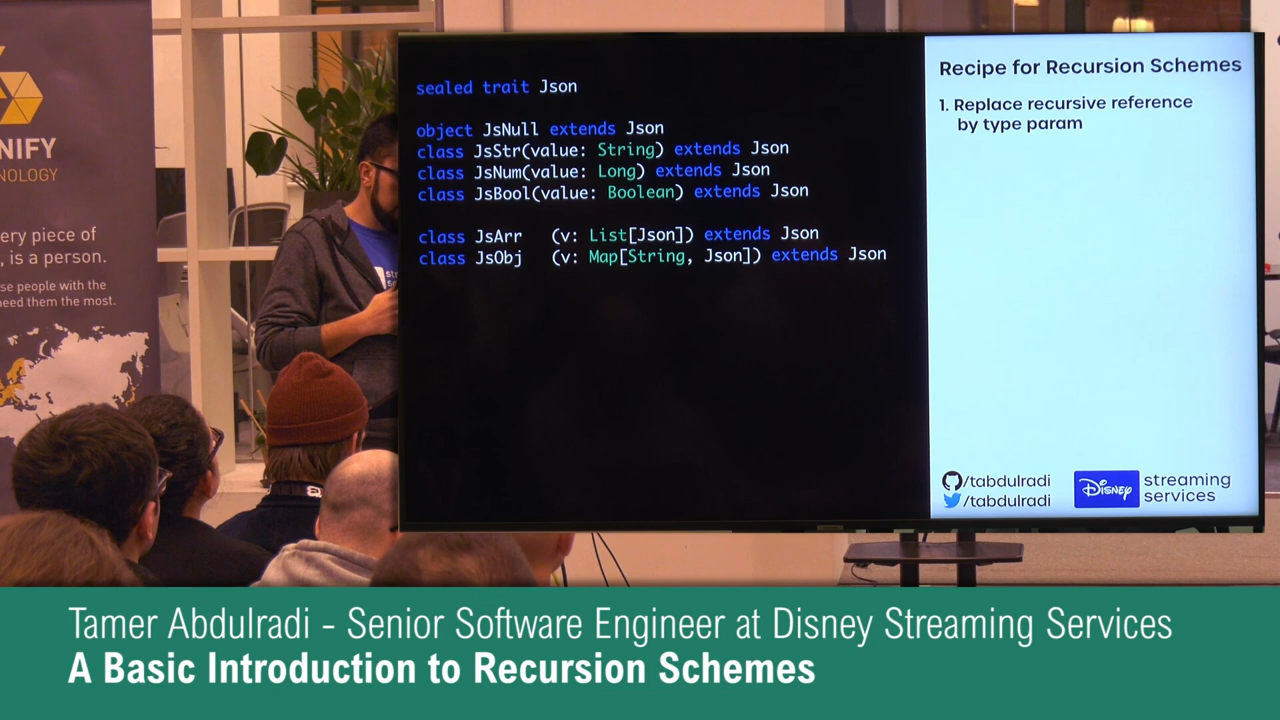 NIFY
NOLOGY
ery piece of
, is a person.
se people with the
need them the most.
sealed trait Json
object JsNull extends Json
class JsStr(value: String) extends Json
class JsNum(value: Long) extends Json
class JsBool(value: Boolean) extends Json
class JsArr (v: List[Json]) extends Json
class JsObj (v: Map[String, Json]) extends Json
Recipe for Recursion Schemes
1. Replace recursive reference
by type param
/tabdulradi
/tabdulradi
Disney streaming
services
Tamer Abdulradi - Senior Software Engineer at Disney Streaming Services
A Basic Introduction to Recursion Schemes